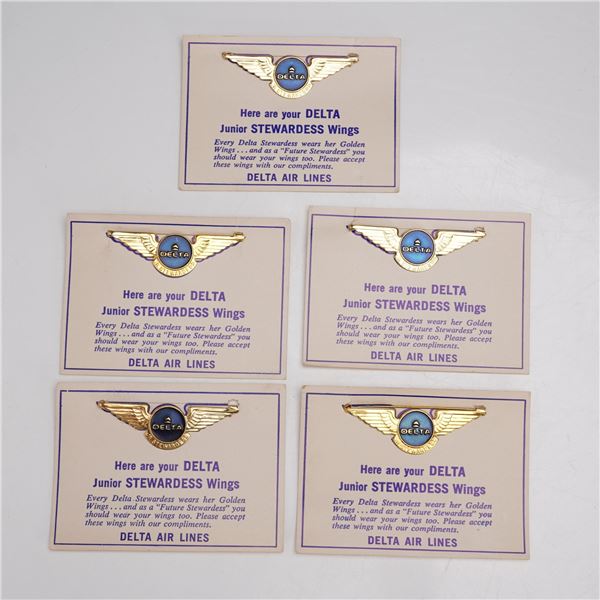 DELTA
Here are your DELTA
Junior STEWARDESS Wings
Every Delta Stewardess wears her Golden
Wings...and as a "Future Stewardess" you
should wear your wings too. Please accept
these wings with our compliments.
DELTA AIR LINES
DELTA
Here are your DELTA
Junior STEWARDESS Wings
Every Delta Stewardess wears her Golden
Wings...and as a "Future Stewardess" you
should wear your wings too. Please accept
these wings with our compliments.
DELTA AIR LINES
DELTA
Here are your DELTA
Junior STEWARDESS Wings
Every Delta Stewardess wears her Golden
Wings...and as a "Future Stewardess" you
should wear your wings too. Please accept
these wings with our compliments.
DELTA AIR LINES
DELTA
Here are your DELTA
Junior STEWARDESS Wings
Every Delta Stewardess wears her Golden
Wings...and as a "Future Stewardess" you
should wear your wings too. Please accept
these wings with our compliments.
DELTA AIR LINES
DELTA
Here are your DELTA
Junior STEWARDESS Wings
Every Delta Stewardess wears her Golden
Wings...and as a "Future Stewardess" you
should wear your wings too. Please accept
these wings with our compliments.
DELTA AIR LINES